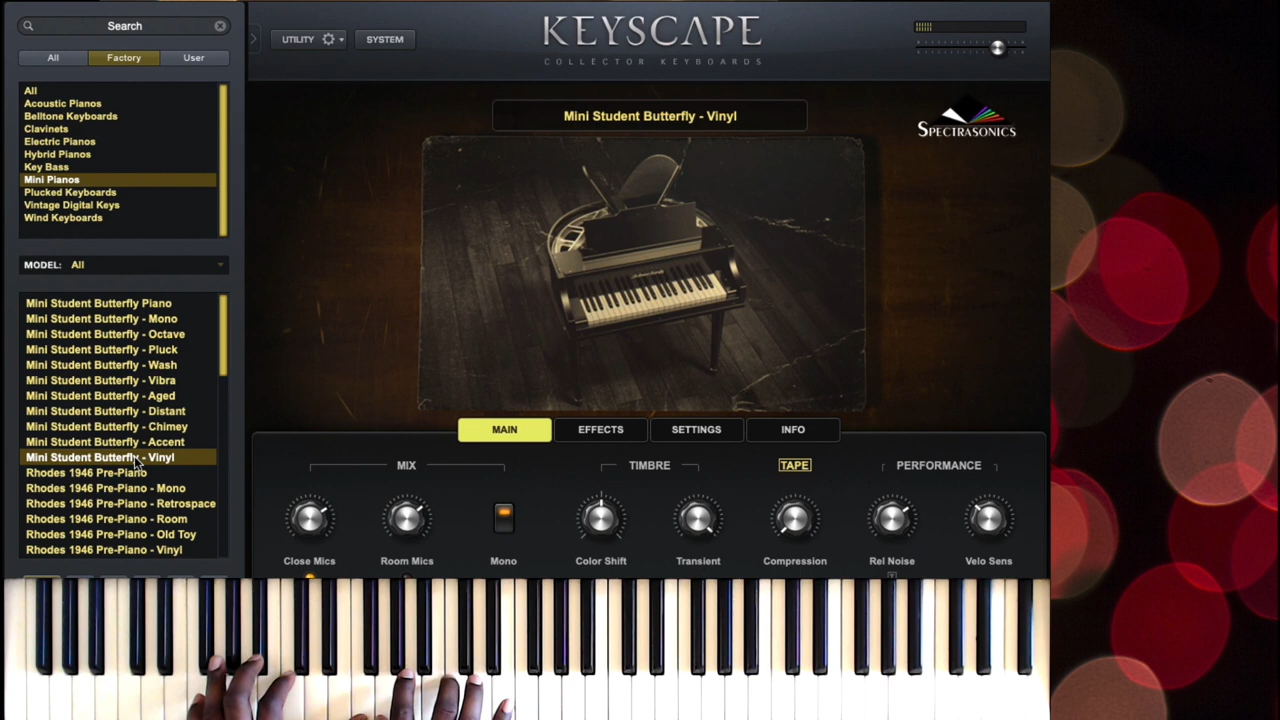 Search
All
Factory
User
All
Acoustic Pianos
Belltone Keyboards
Clavinets
Electric Pianos
Hybrid Pianos
Key Bass
Mini Pianos
Plucked Keyboards
Vintage Digital Keys
Wind Keyboards
MODEL: All
Mini Student Butterfly Piano
Mini Student Butterfly - Mono
Mini Student Butterfly - Octave
Mini Student Butterfly - Pluck
Mini Student Butterfly - Wash
Mini Student Butterfly - Vibra
Mini Student Butterfly - Aged
Mini Student Butterfly - Distant
Mini Student Butterfly - Chimey
Mini Student Butterfly - Accent
Mini Student Butterfly - Vinyl
Rhodes 1946 Pre-Piano
Rhodes 1946 Pre-Piano - Mono
Rhodes 1946 Pre-Piano - Retrospace
Rhodes 1946 Pre-Piano - Room
Rhodes 1946 Pre-Piano - Old Toy
Rhodes 1946 Pre-Piano - Vinyl
UTILITY
SYSTEM
KEYSCAPE
COLLECTOR KEYBOARDS
Mini Student Butterfly - Vinyl
SPECTRASONICS
MAIN
EFFECTS
SETTINGS
INFO
MIX
TIMBRE
TAPE
PERFORMANCE
Close Mics
Room Mics
Mono
Color Shift
Transient
Compression
Rel Noise
Velo Sens